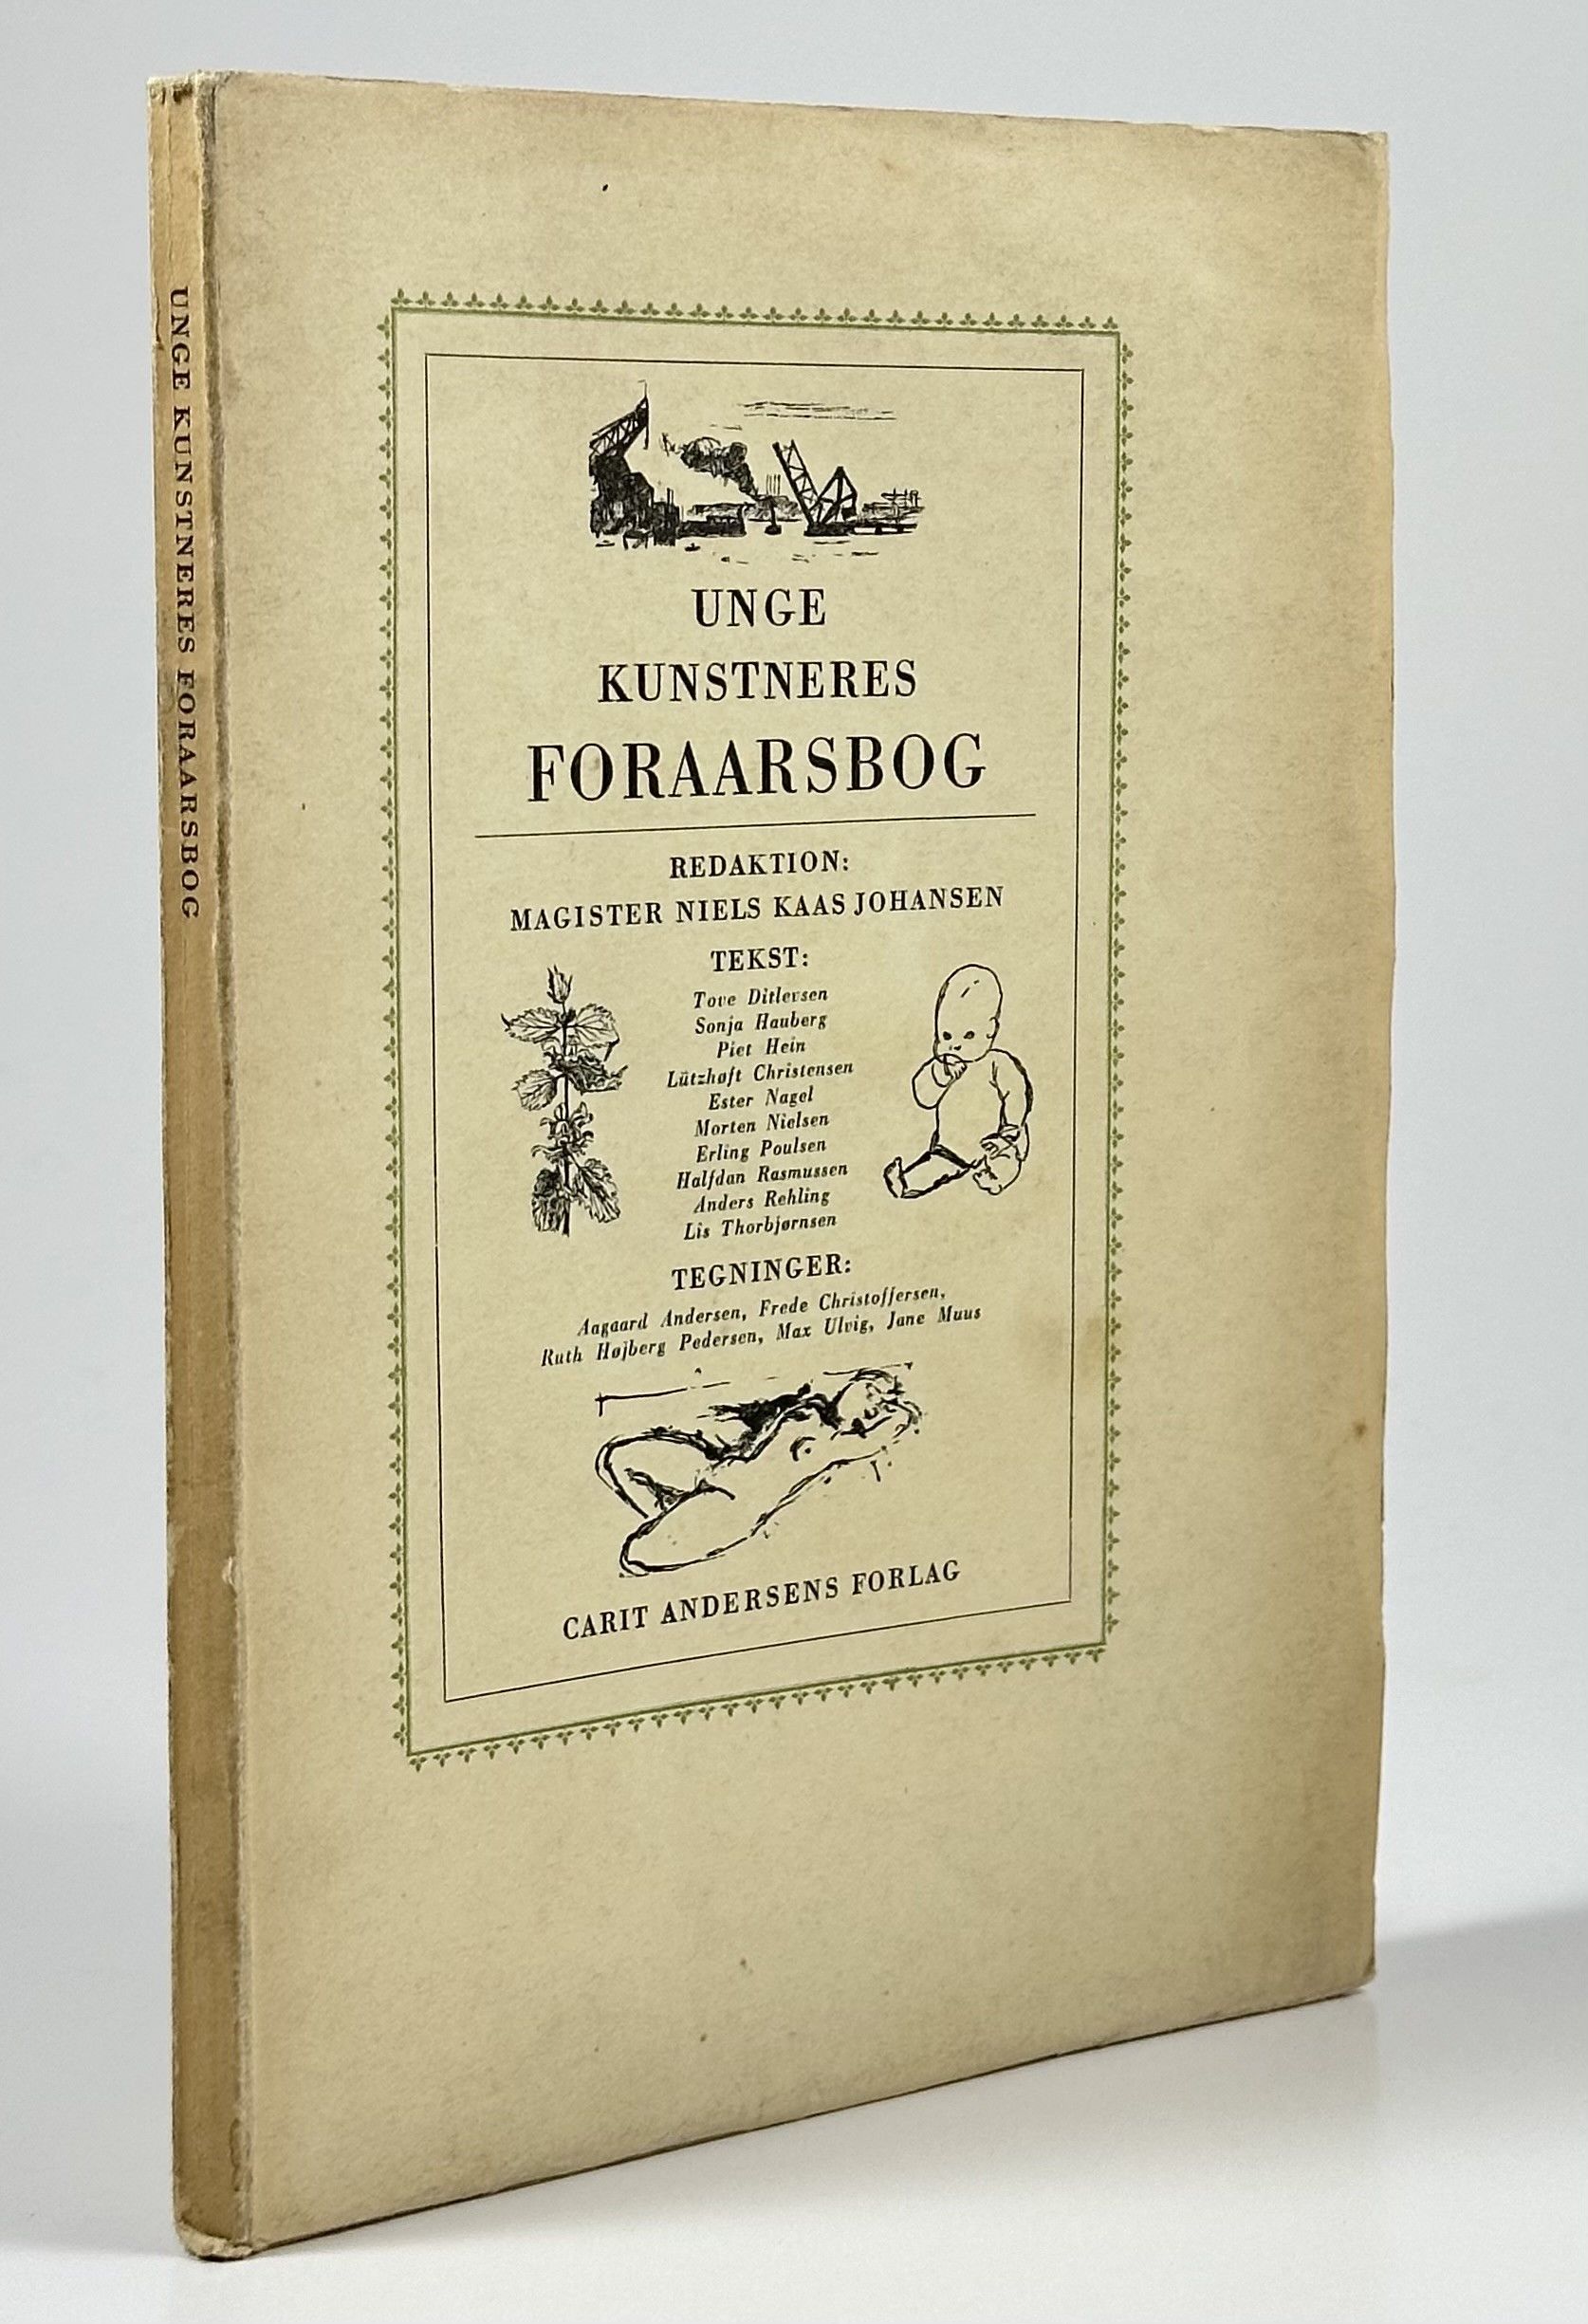 UNGE KUNSTNERES FORAARSBOG
UNGE
KUNSTNERES
FORAARSBOG
REDAKTION:
MAGISTER NIELS KAAS JOHANSEN
TEKST:
Tove Ditlevsen
Sonja Hauberg
Piet Hein
Lützhøft Christensen
Ester Nagel
Morten Nielsen
Erling Poulsen
Halfdan Rasmussen
Anders Rehling
Lis Thorbjørnsen
TEGNINGER:
Aagaard Andersen, Frede Christoffersen,
Ruth Højberg Pedersen, Max Ulvig, Jane Muus
CARIT ANDERSENS FORLAG